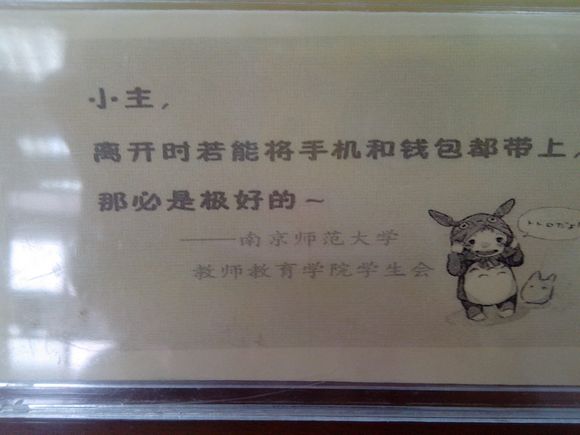 小主,
离开时若能将手机和钱包都带上,
那必是极好的~
——南京师范大学
教师教育学院学生会